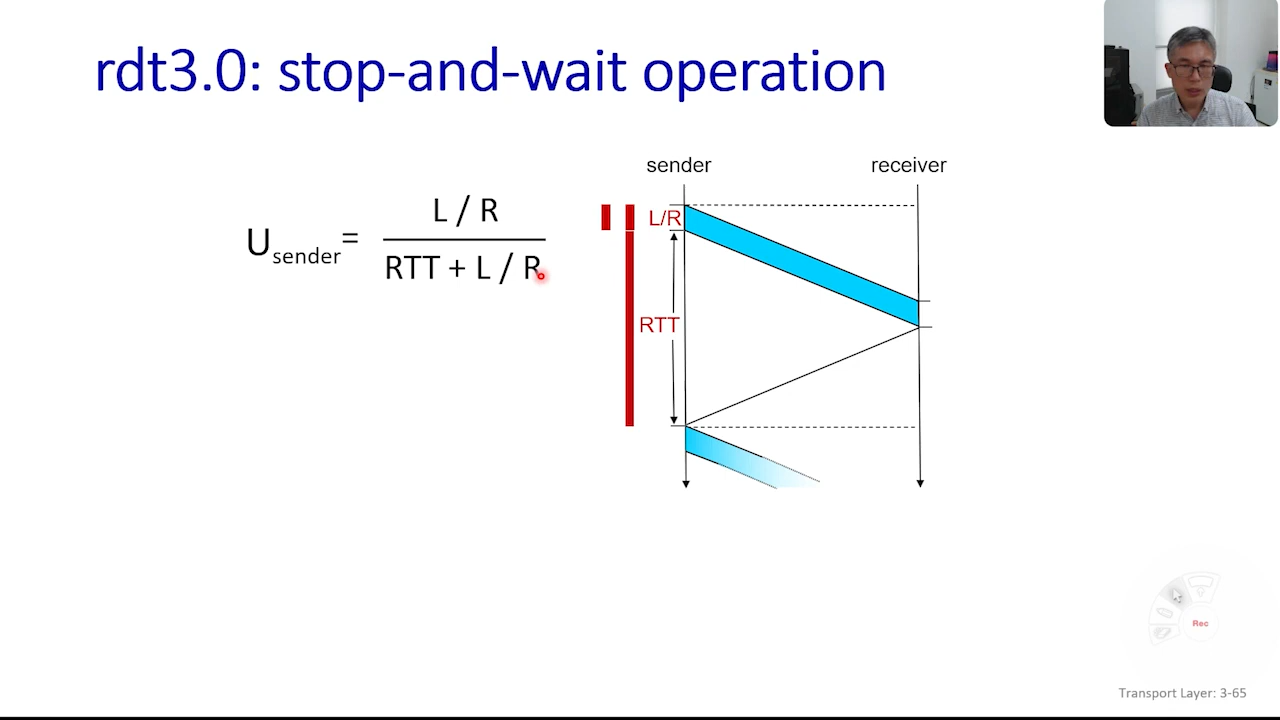 rdt3.0: stop-and-wait operation
sender receiver
U sender = L / R
RTT + L / R
L/R
RTT
Rec
Transport Layer: 3-65